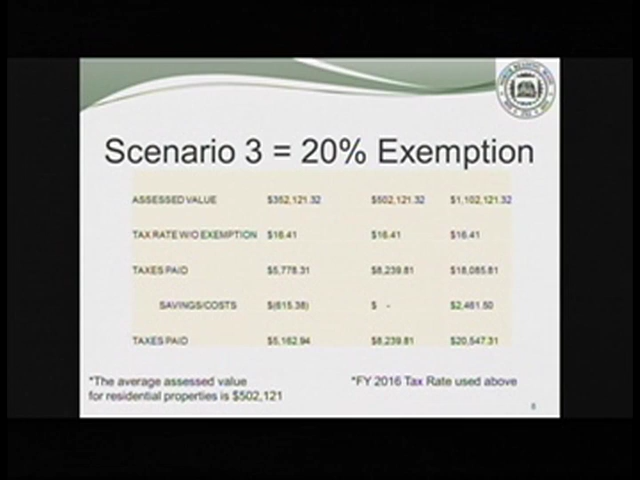 Scenario 3 = 20% Exemption
ASSESSED VALUE $352,121.32 $502,121.32 $1,102,121.32
TAX RATE W/O EXEMPTION $16.41 $16.41 $16.41
TAXES PAID $5,778.31 $8,239.81 $18,085.81
SAVINGS/COSTS $(615.38) $ - $2,461.50
TAXES PAID $5,162.94 $8,239.81 $20,547.31
*The average assessed value
for residential properties is $502,121
*FY 2016 Tax Rate used above